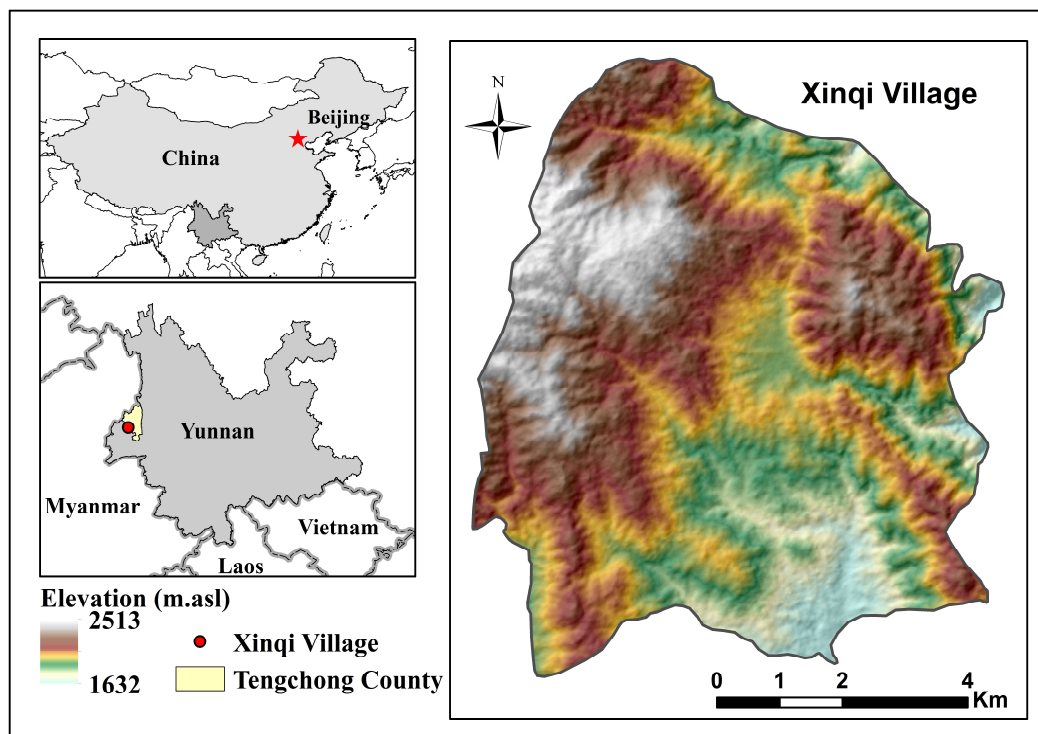 Beijing
China
Yunnan
Myanmar
Vietnam
Laos
Elevation (m.asl)
2513
1632
Xinqi Village
Tengchong County
N
Xinqi Village
0 1 2 4
Km